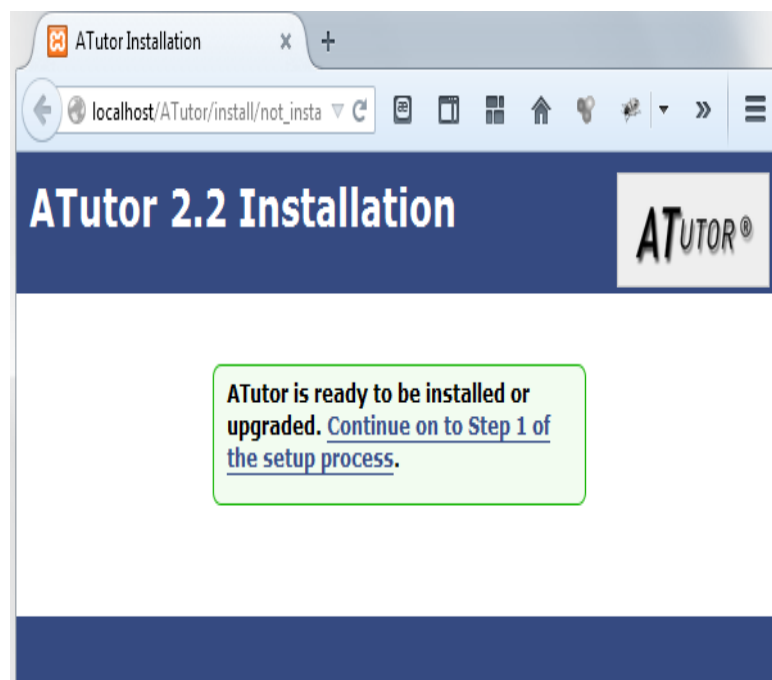 ATutor Installation
localhost/ATutor/install/not_insta
ATutor 2.2 Installation
ATUTOR®
ATutor is ready to be installed or
upgraded. Continue on to Step 1 of
the setup process.